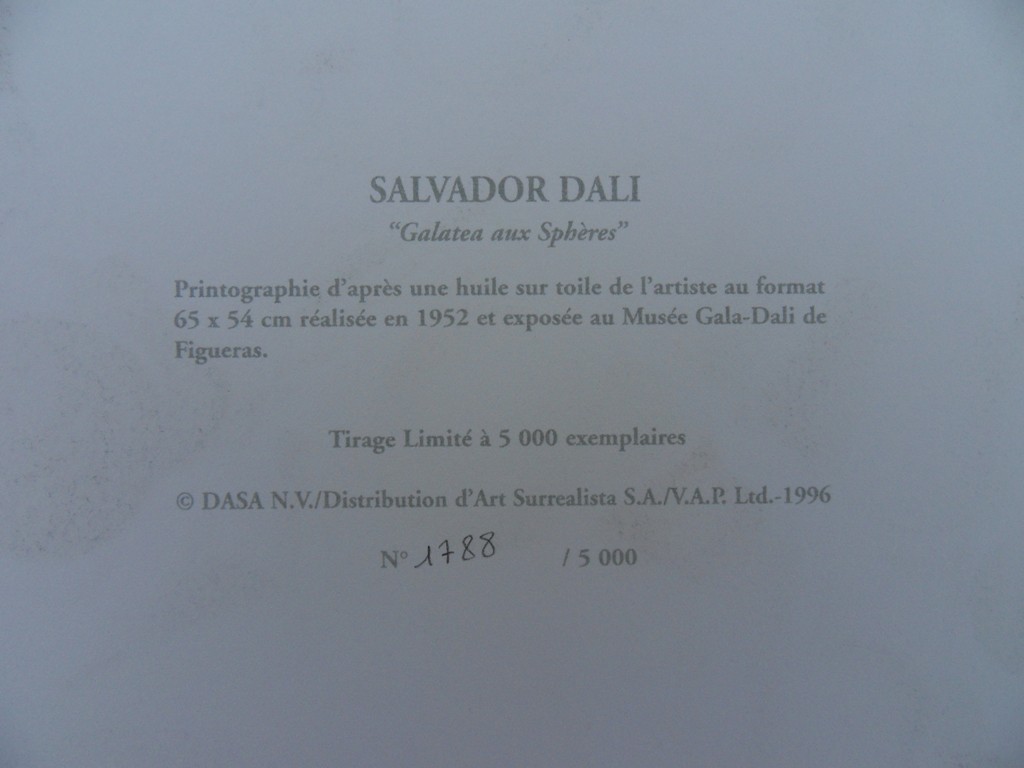 SALVADOR DALI
“Galatea aux Sphères”
Printographie d’après une huile sur toile de l’artiste au format
65 x 54 cm réalisée en 1952 et exposée au Musée Gala-Dali de
Figueras.
Tirage Limité à 5 000 exemplaires
© DASA N.V./Distribution d’Art Surrealista S.A./V.A.P. Ltd.-1996
N° 1788 / 5 000